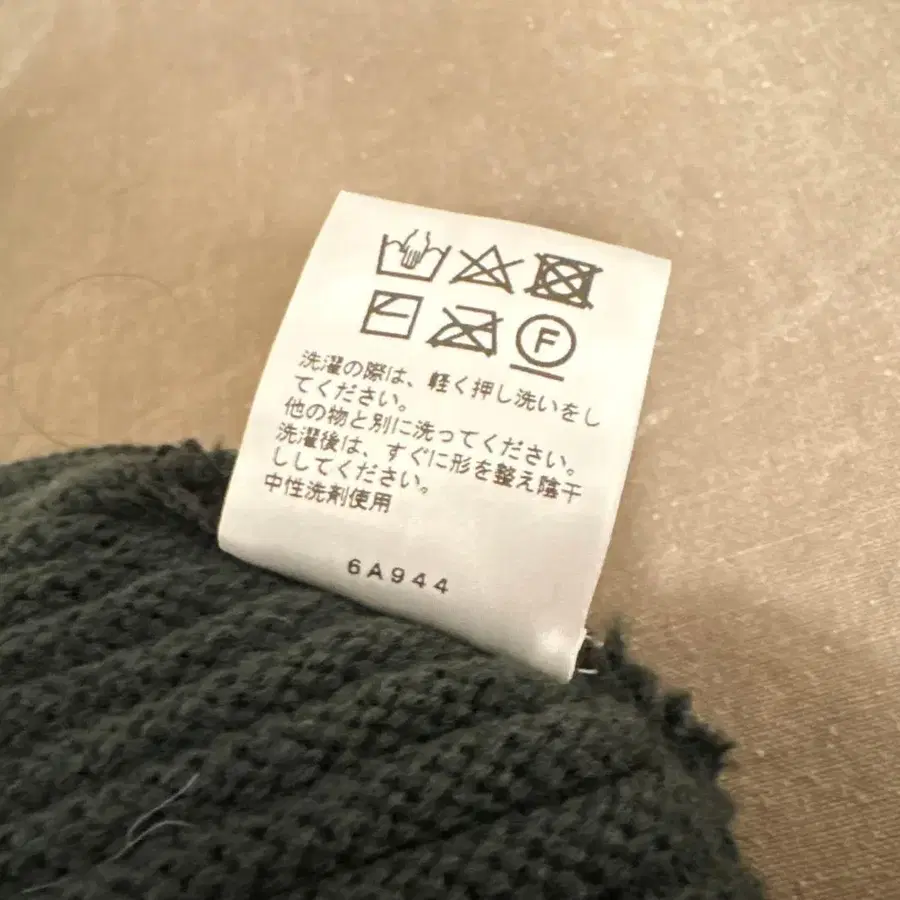 F
洗濯の際は、軽く押し洗いをし
てください。
他の物と別に洗ってください。
洗濯後は、すぐに形を整え陰干
ししてください。
中性洗剤使用
6A944